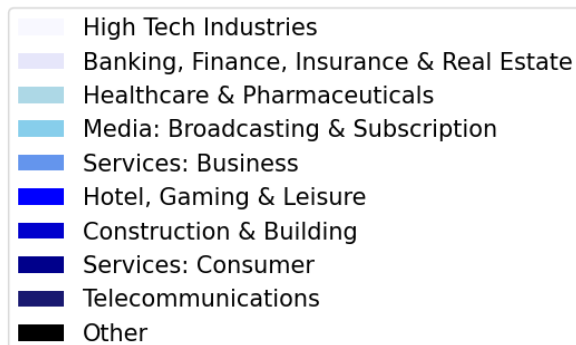 High Tech Industries
Banking, Finance, Insurance & Real Estate
Healthcare & Pharmaceuticals
Media: Broadcasting & Subscription
Services: Business
Hotel, Gaming & Leisure
Construction & Building
Services: Consumer
Telecommunications
Other